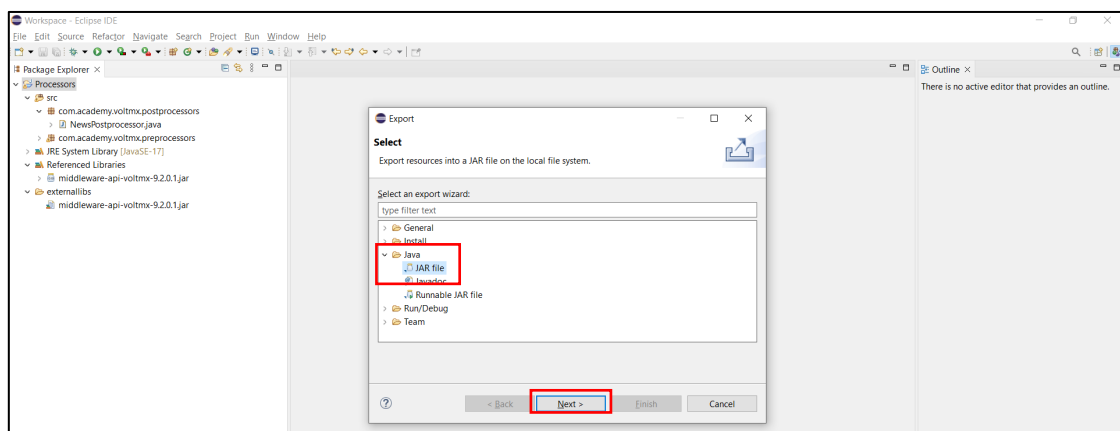 Workspace - Eclipse IDE
File Edit Source Refactor Navigate Search Project Run Window Help
Package Explorer
Processors
src
com.academy.voltmx.postprocessors
NewsPostprocessor.java
com.academy.voltmx.preprocessors
JRE System Library [JavaSE-17]
Referenced Libraries
middleware-api-voltmx-9.2.0.1.jar
externallibs
middleware-api-voltmx-9.2.0.1.jar
Export
Select
Export resources into a JAR file on the local file system.
Select an export wizard:
type filter text
General
Install
Java
JAR file
Javadoc
Runnable JAR file
Run/Debug
Team
< Back Next > Finish Cancel
Outline
There is no active editor that provides an outline.